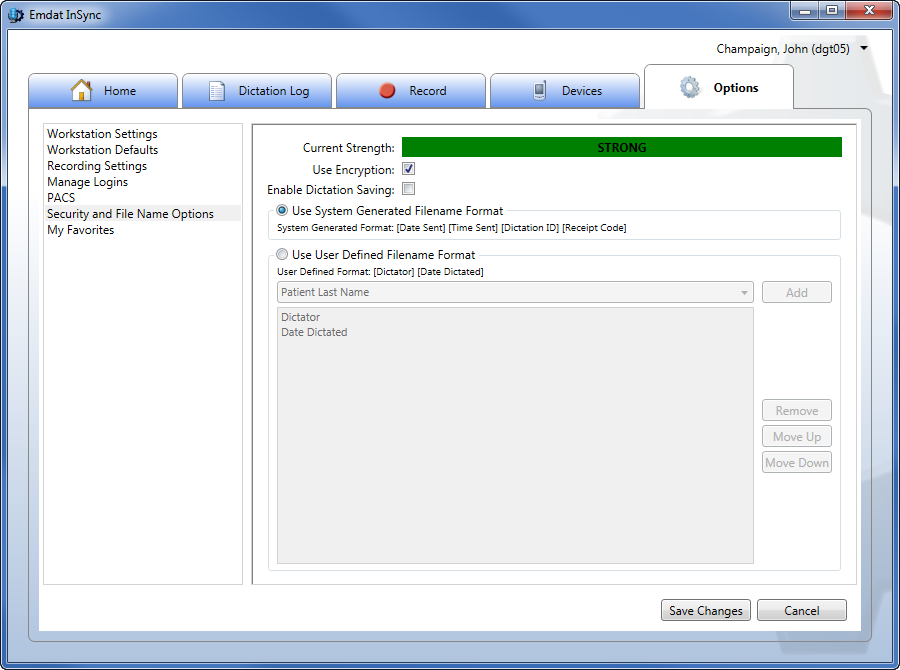 Emdat InSync
Champaign, John (dgt05)
Home
Dictation Log
Record
Devices
Options
Workstation Settings
Workstation Defaults
Recording Settings
Manage Logins
PACS
Security and File Name Options
My Favorites
Current Strength: STRONG
Use Encryption:
Enable Dictation Saving:
Use System Generated Filename Format
System Generated Format: [Date Sent] [Time Sent] [Dictation ID] [Receipt Code]
Use User Defined Filename Format
User Defined Format: [Dictator] [Date Dictated]
Patient Last Name
Add
Dictator
Date Dictated
Remove
Move Up
Move Down
Save Changes
Cancel